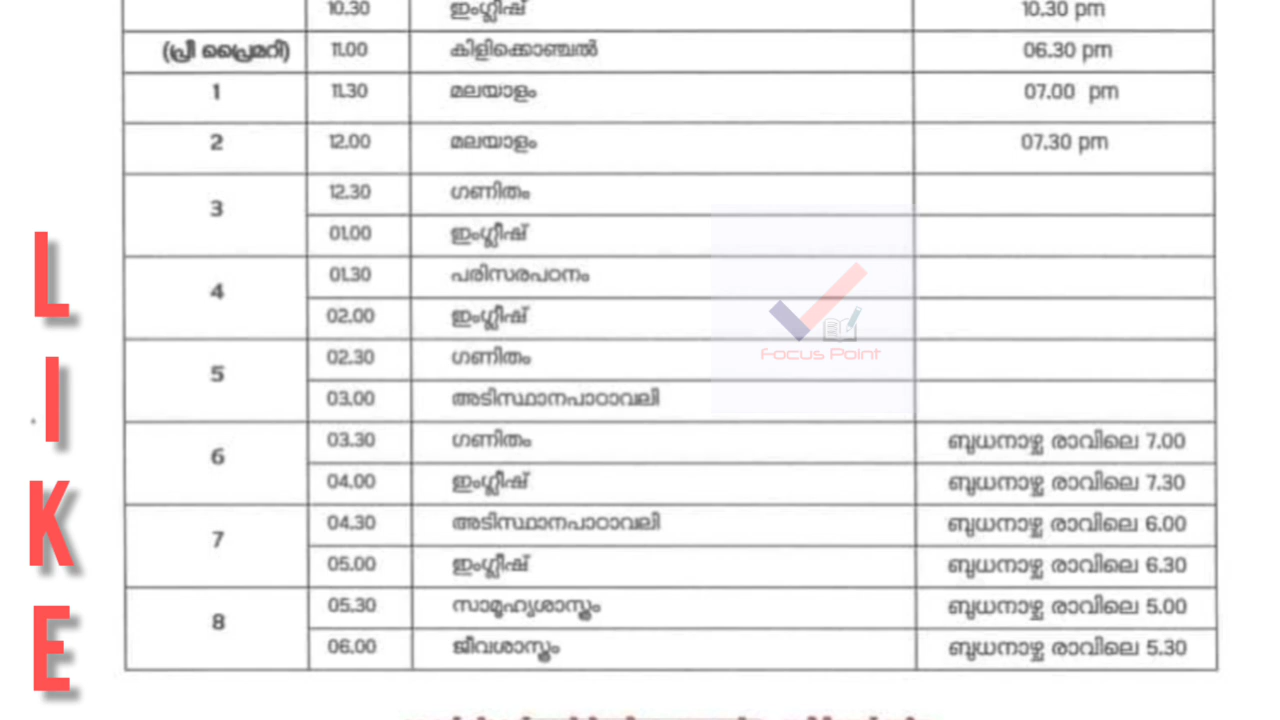 10.30 ഇംഗ്ലീഷ് 10.30 pm
(പ്രീ പ്രൈമറി) 11.00 കിളിക്കൊഞ്ചൽ 06.30 pm
1 11.30 മലയാളം 07.00 pm
2 12.00 മലയാളം 07.30 pm
3 12.30 ഗണിതം
01.00 ഇംഗ്ലീഷ്
4 01.30 പരിസരപഠനം
02.00 ഇംഗ്ലീഷ്
5 02.30 ഗണിതം
03.00 അടിസ്ഥാനപാഠാവലി
6 03.30 ഗണിതം ബുധനാഴ്ച രാവിലെ 7.00
04.00 ഇംഗ്ലീഷ് ബുധനാഴ്ച രാവിലെ 7.30
7 04.30 അടിസ്ഥാനപാഠാവലി ബുധനാഴ്ച രാവിലെ 6.00
05.00 ഇംഗ്ലീഷ് ബുധനാഴ്ച രാവിലെ 6.30
8 05.30 സാമൂഹ്യശാസ്ത്രം ബുധനാഴ്ച രാവിലെ 5.00
06.00 ജീവശാസ്ത്രം ബുധനാഴ്ച രാവിലെ 5.30
Focus Point
LIKE